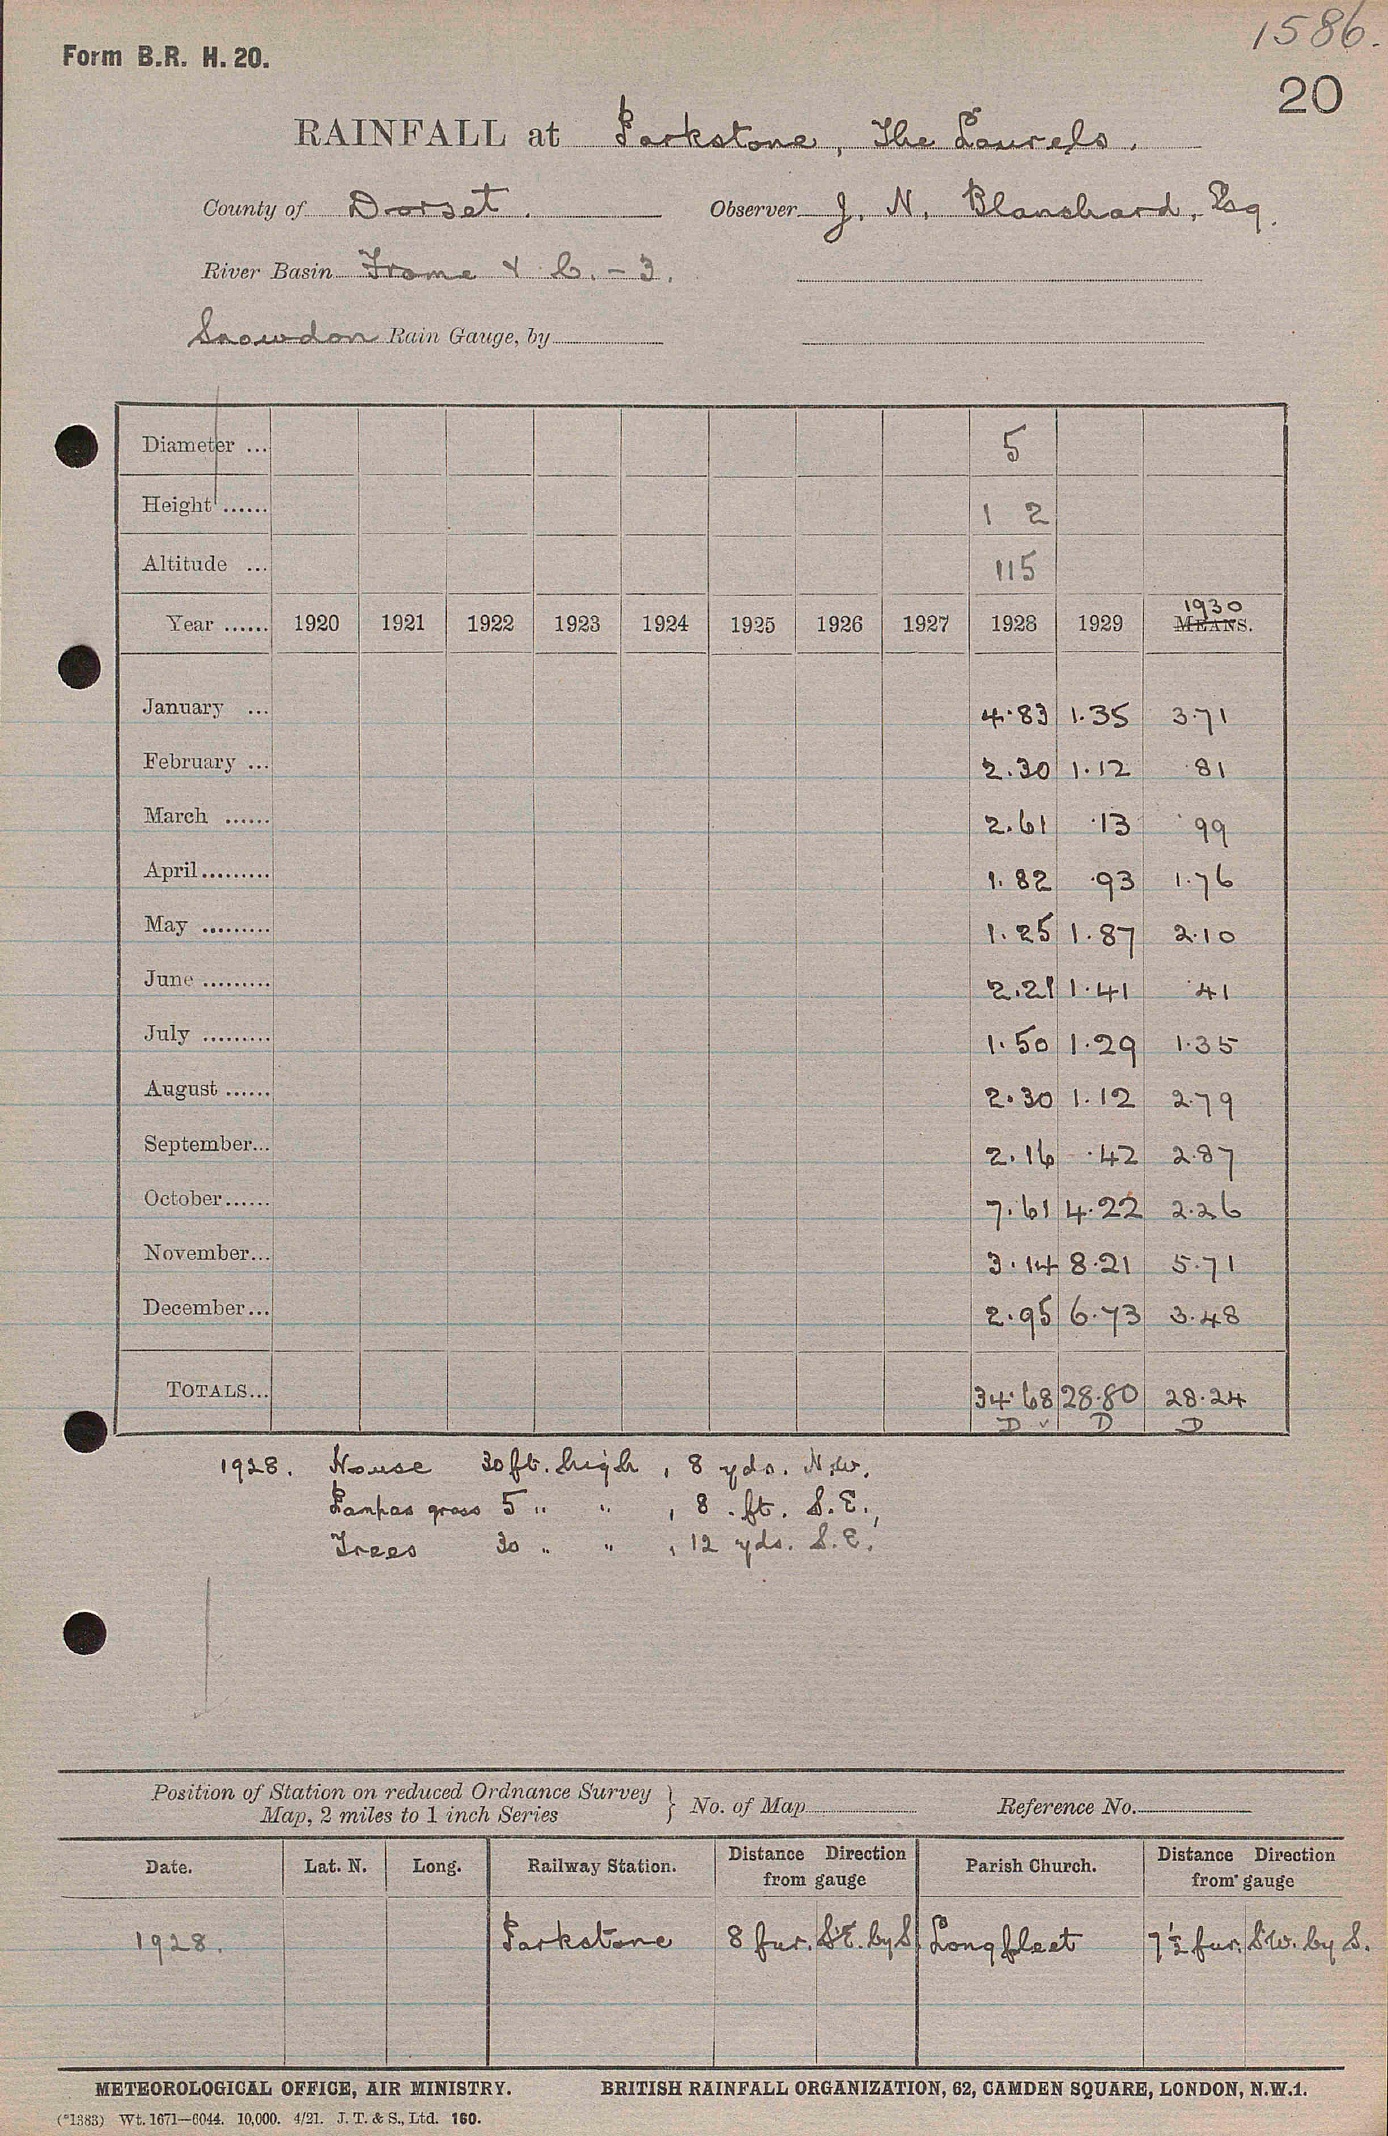 1586.
Form B.R. H. 20.
20
RAINFALL at Parkstone, The Laurels.
County of Dorset. Observer J. N. Blanchard, Esq.
River Basin Frome & C. - 3.
Snowdon Rain Gauge, by
Diameter ... 5
Height ...... 1 2
Altitude ... 115
Year ...... 1920 1921 1922 1923 1924 1925 1926 1927 1928 1929 1930 MEANS.
January ... 4.83 1.35 3.71
February ... 2.30 1.12 .81
March ...... 2.61 .13 .99
April......... 1.82 .93 1.76
May ......... 1.25 1.87 2.10
June ......... 2.21 1.41 .41
July ......... 1.50 1.29 1.35
August ...... 2.30 1.12 2.79
September... 2.16 .42 2.87
October...... 7.61 4.22 2.26
November... 3.14 8.21 5.71
December... 2.95 6.73 3.48
TOTALS... 34.68 28.80 28.24
D ✓ D D
1928. House 30 ft. high, 8 yds. N.W.
Pampas grass 5 " ", 8 ft. S.E.,
Trees 30 " ", 12 yds. S.E.
Position of Station on reduced Ordnance Survey Map, 2 miles to 1 inch Series } No. of Map Reference No.
Date. Lat. N. Long. Railway Station. Distance Direction from gauge Parish Church. Distance Direction from gauge
1928. Parkstone 8 fur. SE. by S. Longfleet 7½ fur. SW. by S.
METEOROLOGICAL OFFICE, AIR MINISTRY. BRITISH RAINFALL ORGANIZATION, 62, CAMDEN SQUARE, LONDON, N.W.1.
(*1383) Wt. 1671—6044. 10,000. 4/21. J. T. & S., Ltd. 160.